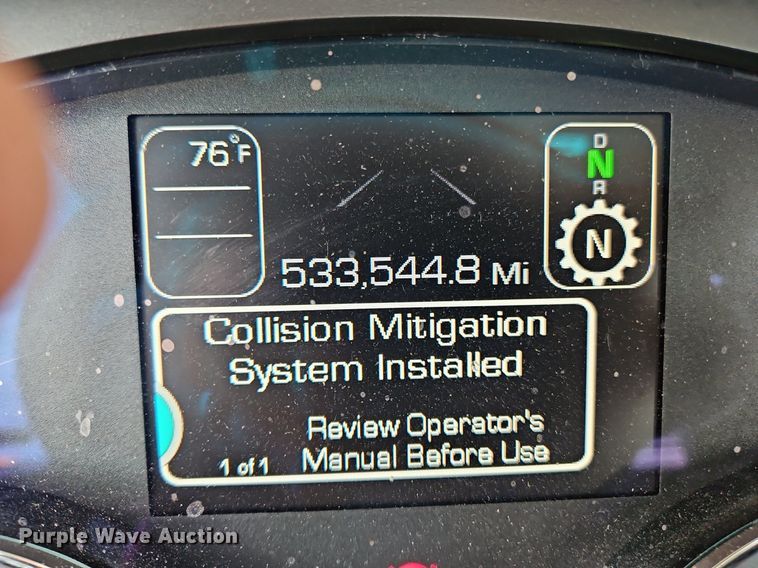 76°F
D
N
R
N
533,544.8 Mi
Collision Mitigation
System Installed
Review Operator's
1 of 1 Manual Before Use
Purple Wave Auction